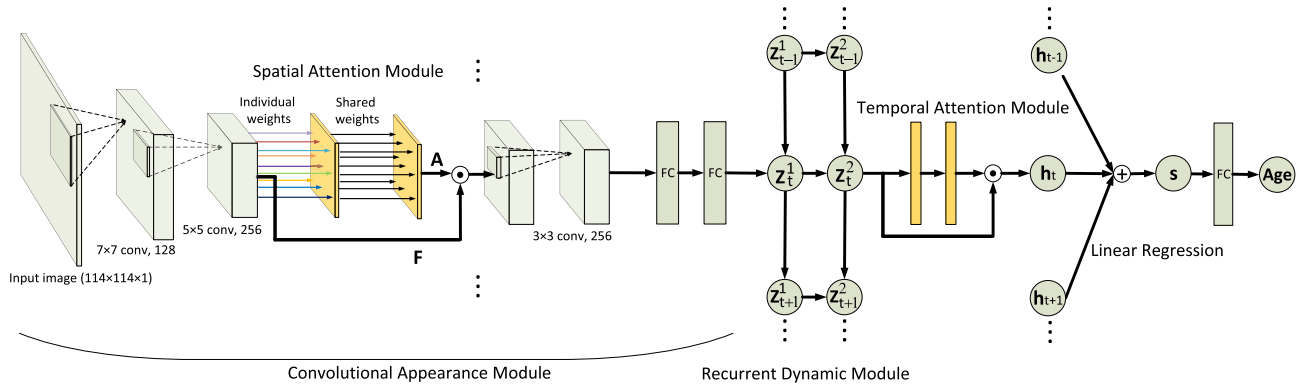 Spatial Attention Module
Individual
weights
Shared
weights
A
F
5×5 conv, 256
7×7 conv, 128
Input image (114×114×1)
3×3 conv, 256
Convolutional Appearance Module
FC
FC
Z¹t−1
Z²t−1
Z¹t
Z²t
Z¹t+1
Z²t+1
Recurrent Dynamic Module
Temporal Attention Module
ht-1
ht
ht+1
+
s
FC
Age
Linear Regression